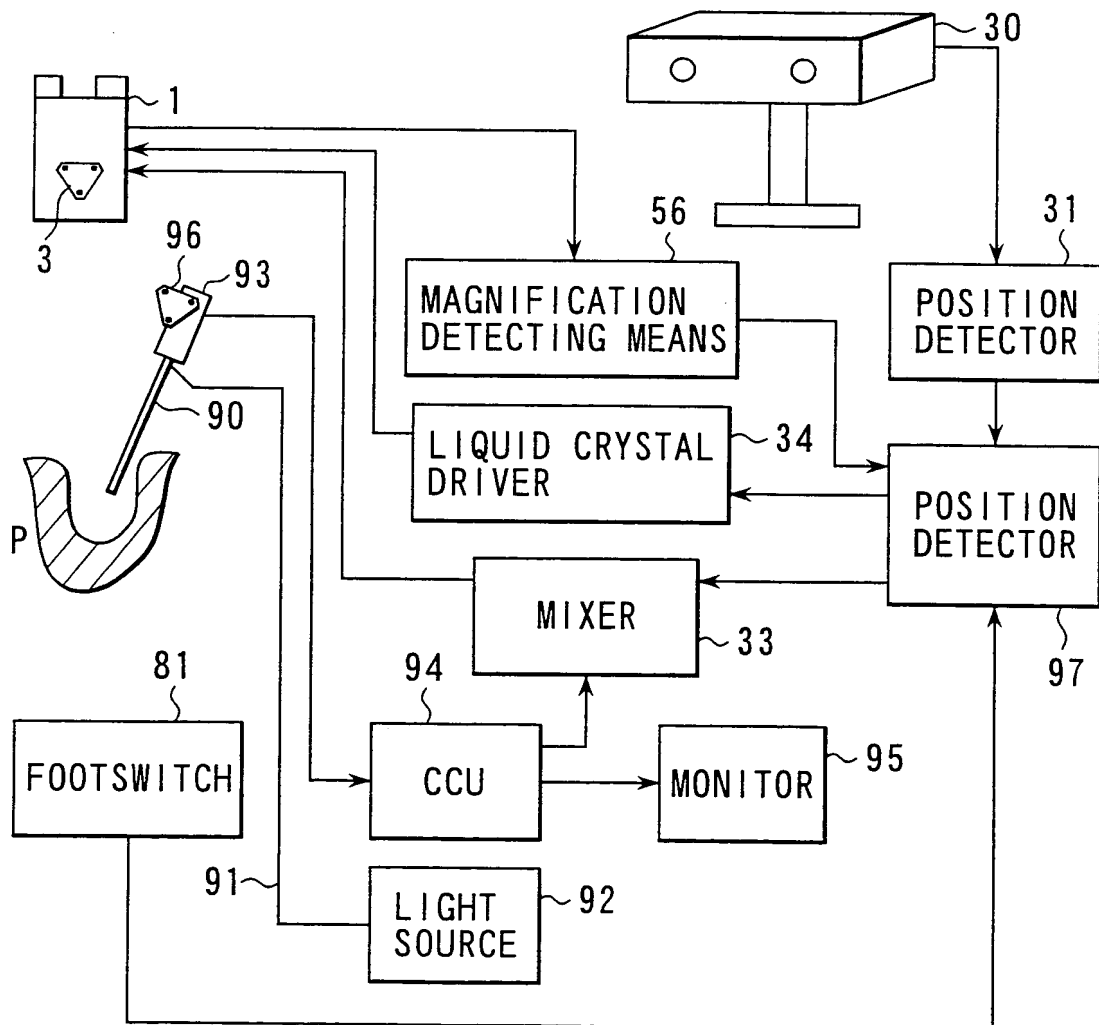 30
1
3
56
31
96
93
MAGNIFICATION
DETECTING MEANS
POSITION
DETECTOR
90
LIQUID CRYSTAL
DRIVER
34
POSITION
DETECTOR
P
MIXER
33
97
81
94
FOOTSWITCH
CCU
MONITOR
95
91
LIGHT
SOURCE
92